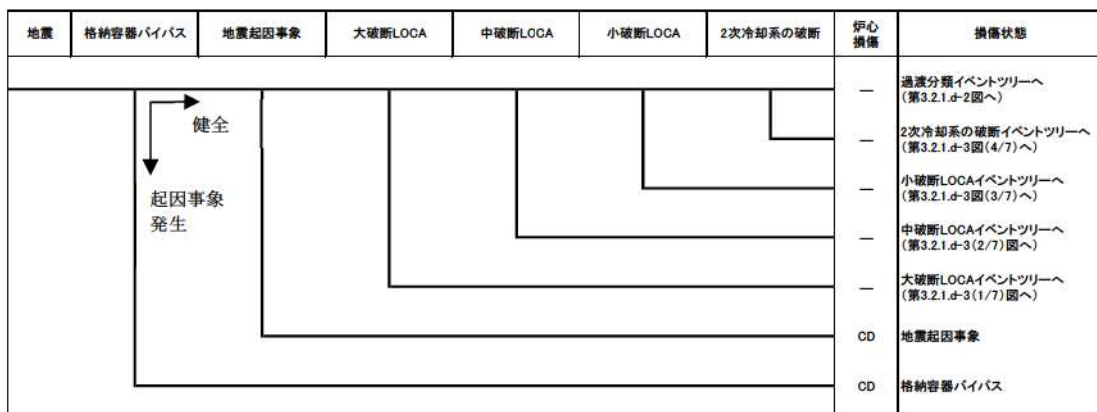 地震 格納容器バイパス 地震起因事象 大破断LOCA 中破断LOCA 小破断LOCA 2次冷却系の破断 炉心損傷 損傷状態
健全
起因事象
発生
— 過渡分類イベントツリーへ
(第3.2.1.d-2図へ)
— 2次冷却系の破断イベントツリーへ
(第3.2.1.d-3図(4/7)へ)
— 小破断LOCAイベントツリーへ
(第3.2.1.d-3図(3/7)へ)
— 中破断LOCAイベントツリーへ
(第3.2.1.d-3(2/7)図へ)
— 大破断LOCAイベントツリーへ
(第3.2.1.d-3(1/7)図へ)
CD 地震起因事象
CD 格納容器バイパス